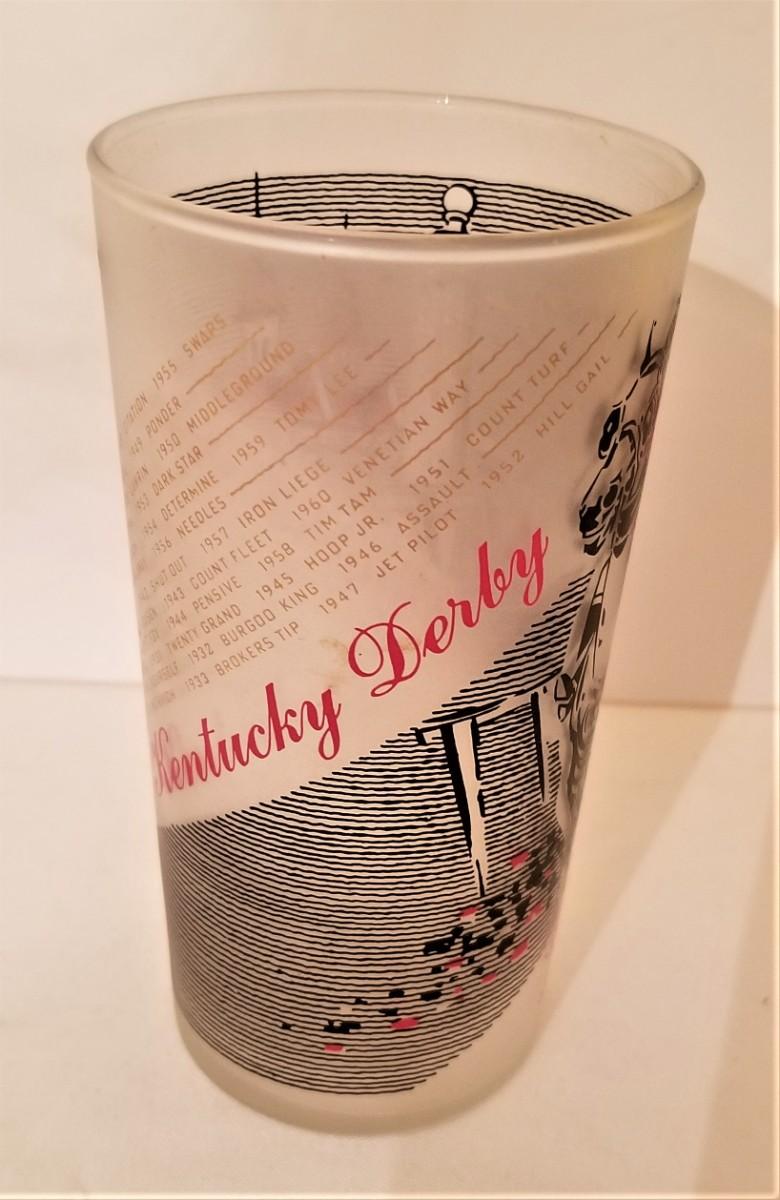 1955 SWAPS
PONDER
1950 MIDDLEGROUND
1953 DARK STAR
DETERMINE 1959 TOMY LEE
1956 NEEDLES
SHUT OUT 1957 IRON LIEGE
1943 COUNT FLEET 1960 VENETIAN WAY
1944 PENSIVE 1958 TIM TAM
TWENTY GRAND 1945 HOOP JR. 1951 COUNT TURF
1932 BURGOO KING 1946 ASSAULT
1933 BROKERS TIP 1947 JET PILOT 1952 HILL GAIL
Kentucky Derby